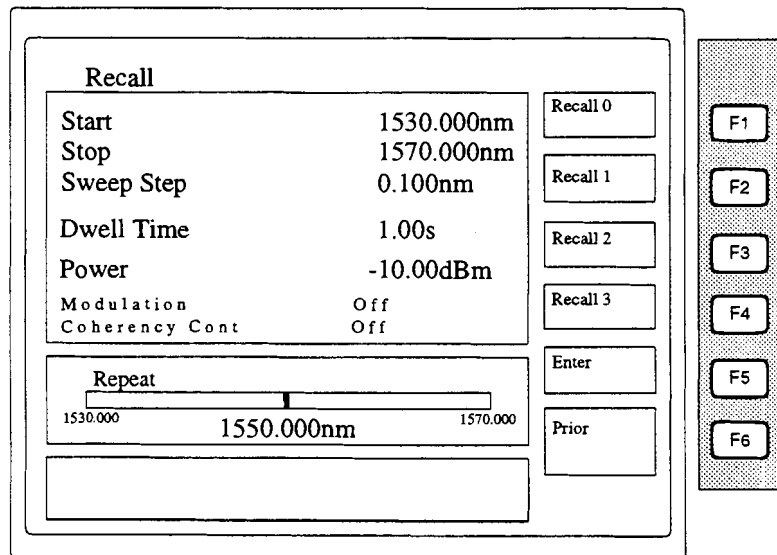 Recall
Start 1530.000nm
Stop 1570.000nm
Sweep Step 0.100nm
Dwell Time 1.00s
Power -10.00dBm
Modulation Off
Coherency Cont Off
Repeat
1530.000 1570.000
1550.000nm
Recall 0
Recall 1
Recall 2
Recall 3
Enter
Prior
F1
F2
F3
F4
F5
F6